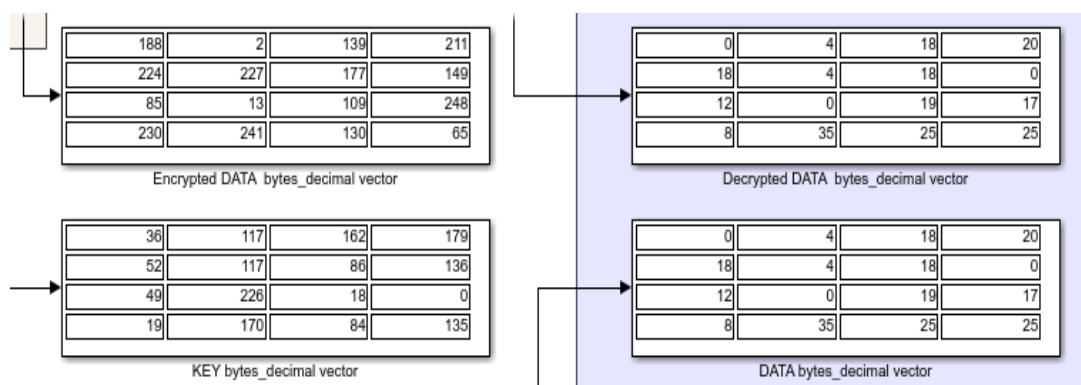 188 2 139 211
224 227 177 149
85 13 109 248
230 241 130 65
Encrypted DATA bytes_decimal vector
0 4 18 20
18 4 18 0
12 0 19 17
8 35 25 25
Decrypted DATA bytes_decimal vector
36 117 162 179
52 117 86 136
49 226 18 0
19 170 84 135
KEY bytes_decimal vector
0 4 18 20
18 4 18 0
12 0 19 17
8 35 25 25
DATA bytes_decimal vector